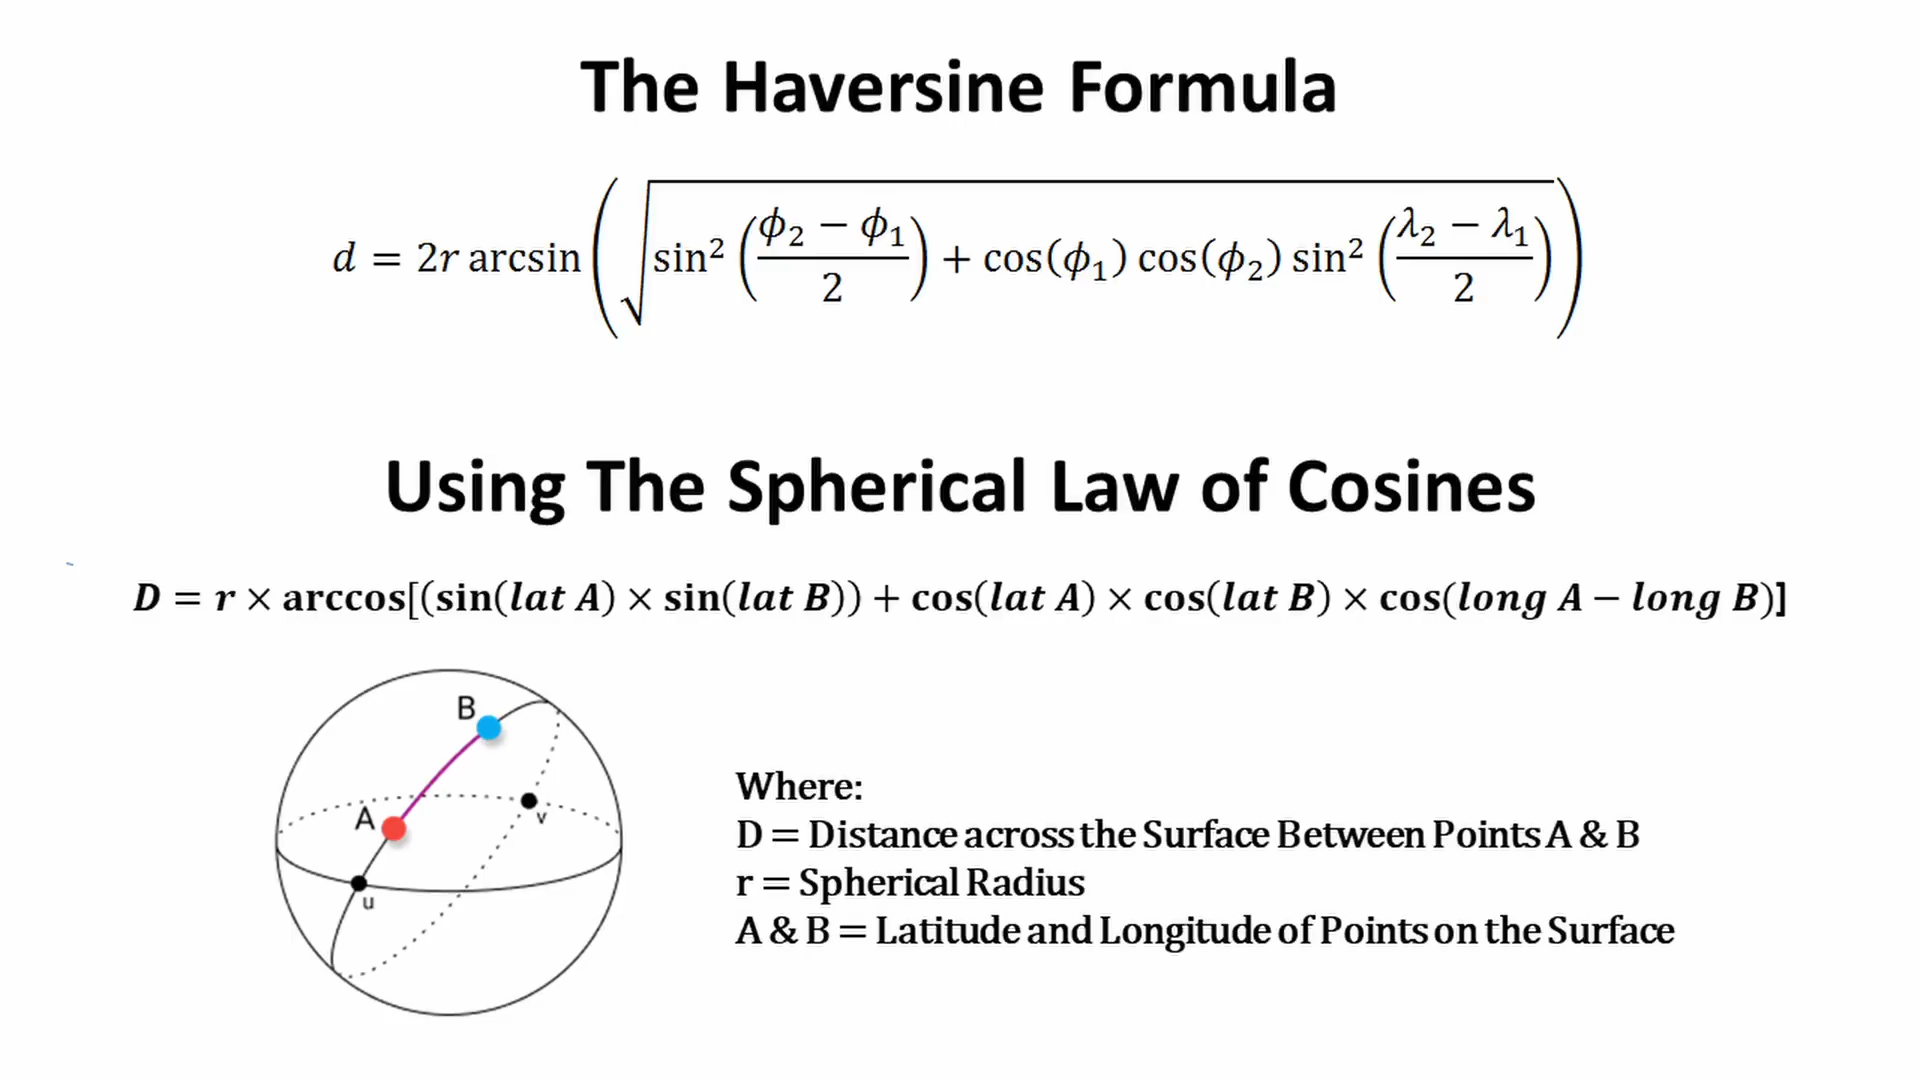 The Haversine Formula
d = 2r arcsin(√(sin²((ϕ₂ − ϕ₁)/2) + cos(ϕ₁) cos(ϕ₂) sin²((λ₂ − λ₁)/2)))
Using The Spherical Law of Cosines
D = r × arccos[(sin(lat A) × sin(lat B)) + cos(lat A) × cos(lat B) × cos(long A − long B)]
B
A
v
u
Where:
D = Distance across the Surface Between Points A & B
r = Spherical Radius
A & B = Latitude and Longitude of Points on the Surface